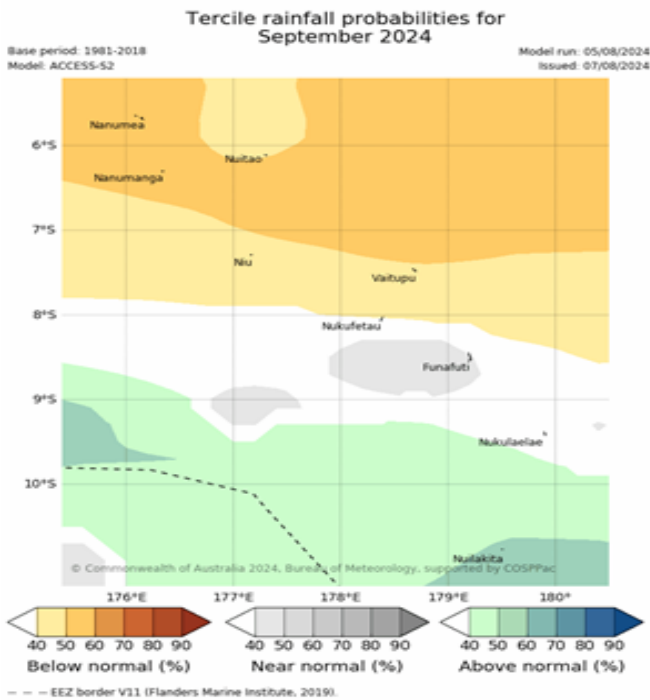 Tercile rainfall probabilities for
September 2024
Base period: 1981-2018
Model: ACCESS-S2
Model run: 05/08/2024
Issued: 07/08/2024
Nanumea
6°S
Nuitao
Nanumanga
7°S
Niu
Vaitupu
8°S
Nukufetau
Funafuti
9°S
Nukulaelae
10°S
Nuilakita
© Commonwealth of Australia 2024, Bureau of Meteorology, supported by COSPPac
176°E 177°E 178°E 179°E 180°
40 50 60 70 80 90 40 50 60 70 80 90 40 50 60 70 80 90
Below normal (%) Near normal (%) Above normal (%)
EEZ border V11 (Flanders Marine Institute, 2019).